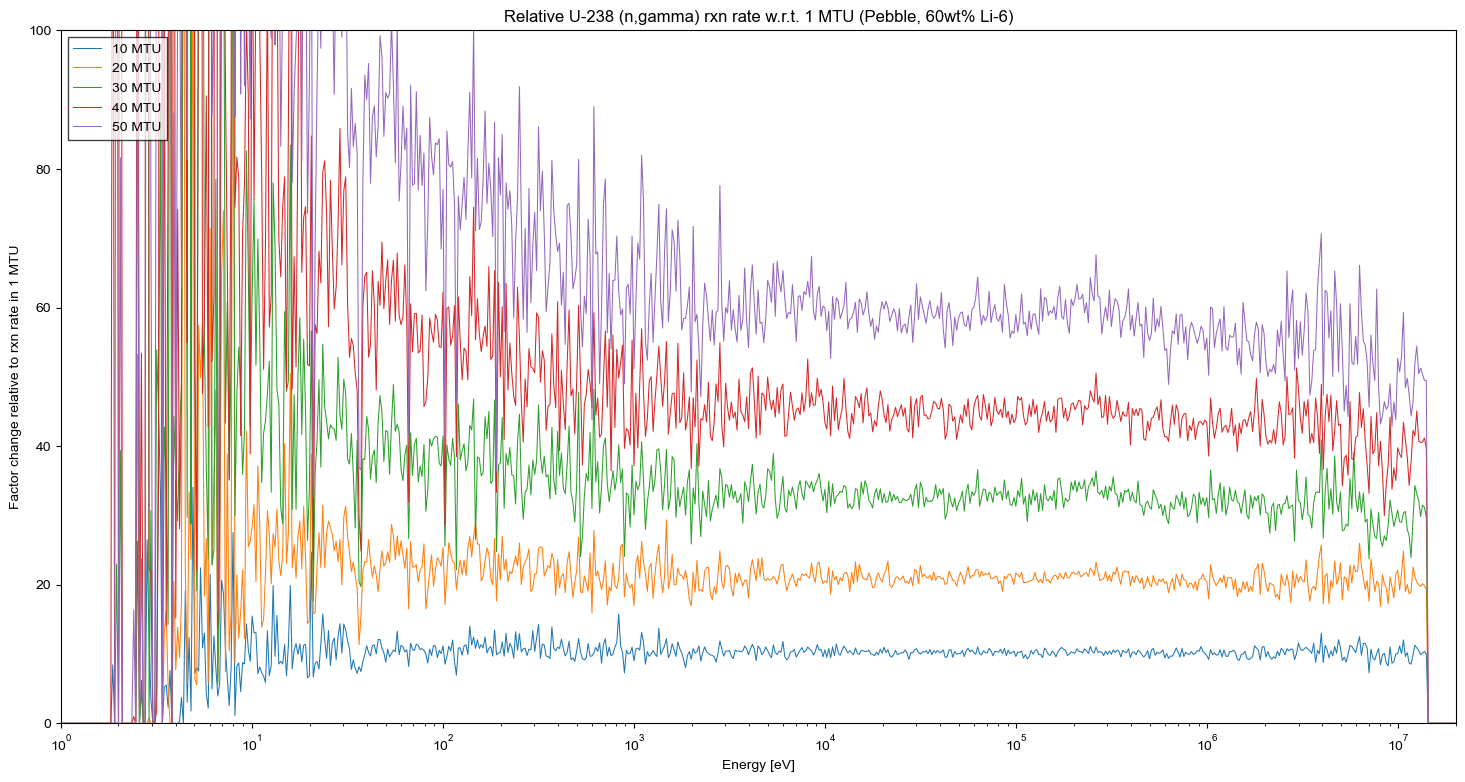 Relative U-238 (n,gamma) rxn rate w.r.t. 1 MTU (Pebble, 60wt% Li-6)
Factor change relative to rxn rate in 1 MTU
100
80
60
40
20
0
10 MTU
20 MTU
30 MTU
40 MTU
50 MTU
10⁰ 10¹ 10² 10³ 10⁴ 10⁵ 10⁶ 10⁷
Energy [eV]